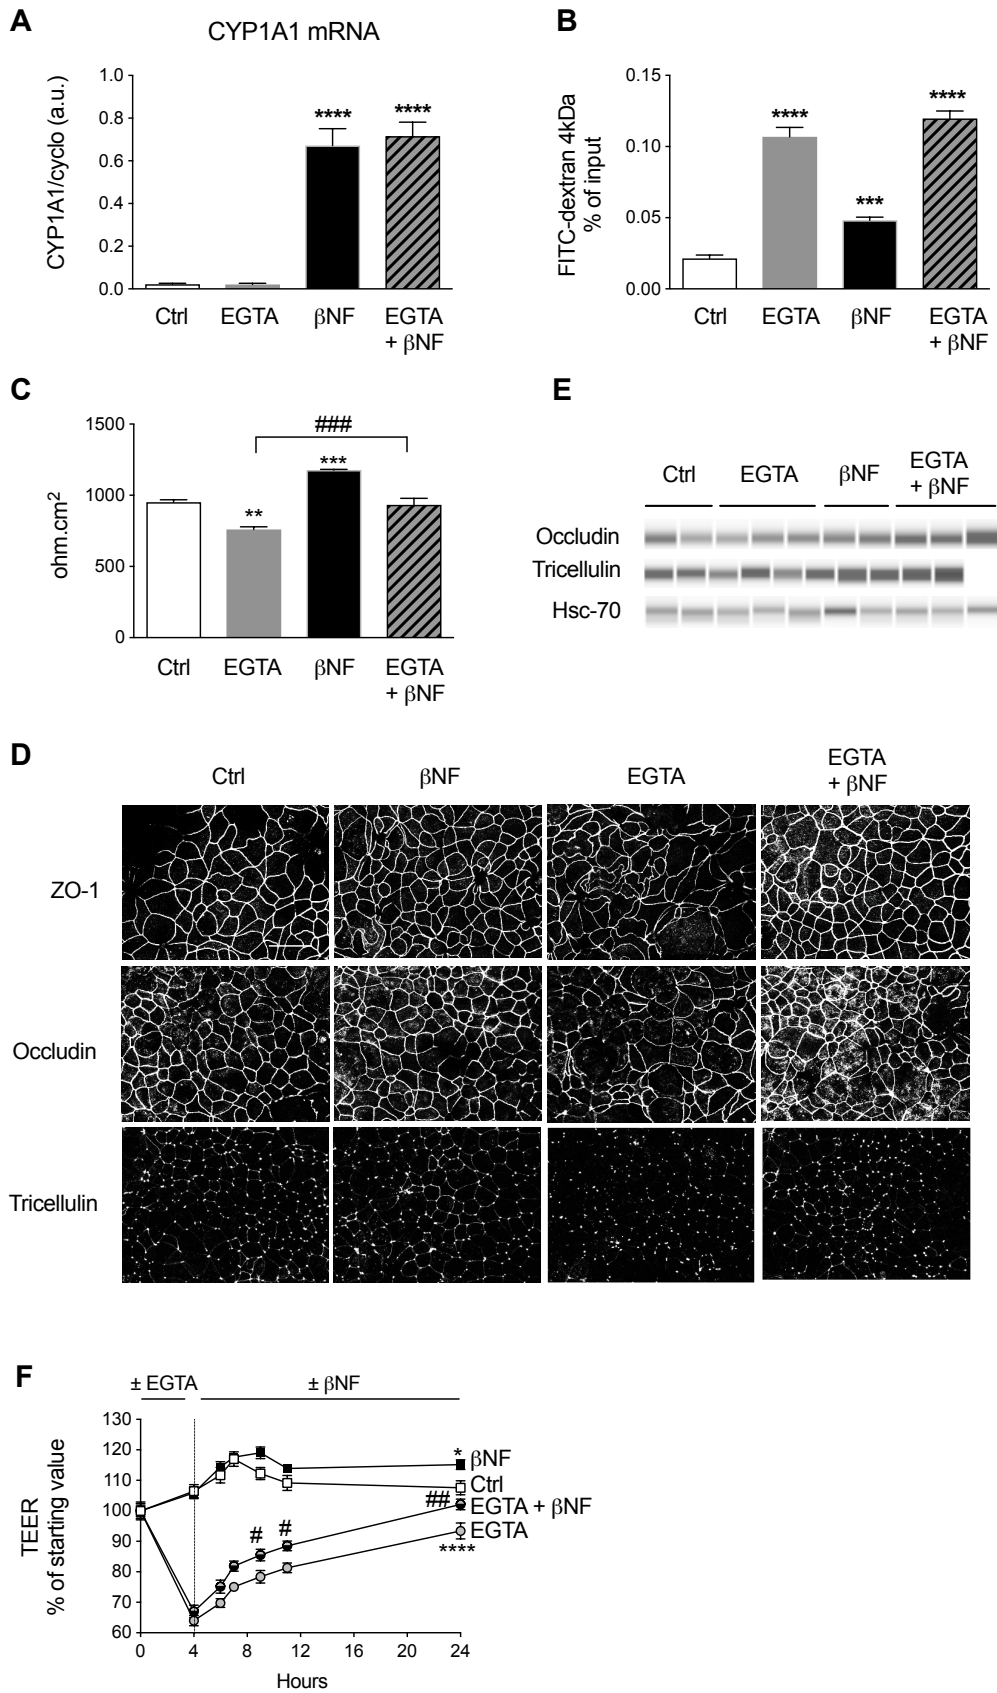 A
CYP1A1 mRNA
CYP1A1/cyclo (a.u.)
1.0
0.8
0.6
0.4
0.2
0.0
****
****
Ctrl
EGTA
βNF
EGTA
+ βNF
B
FITC-dextran 4kDa
% of input
0.15
0.10
0.05
0.00
****
***
****
Ctrl
EGTA
βNF
EGTA
+ βNF
C
ohm.cm²
1500
1000
500
0
**
***
###
Ctrl
EGTA
βNF
EGTA
+ βNF
E
Ctrl
EGTA
βNF
EGTA
+ βNF
Occludin
Tricellulin
Hsc-70
D
Ctrl
βNF
EGTA
EGTA
+ βNF
ZO-1
Occludin
Tricellulin
F
± EGTA
± βNF
TEER
% of starting value
130
120
110
100
90
80
70
60
#
#
* βNF
Ctrl
## EGTA + βNF
EGTA
****
0
4
8
12
16
20
24
Hours